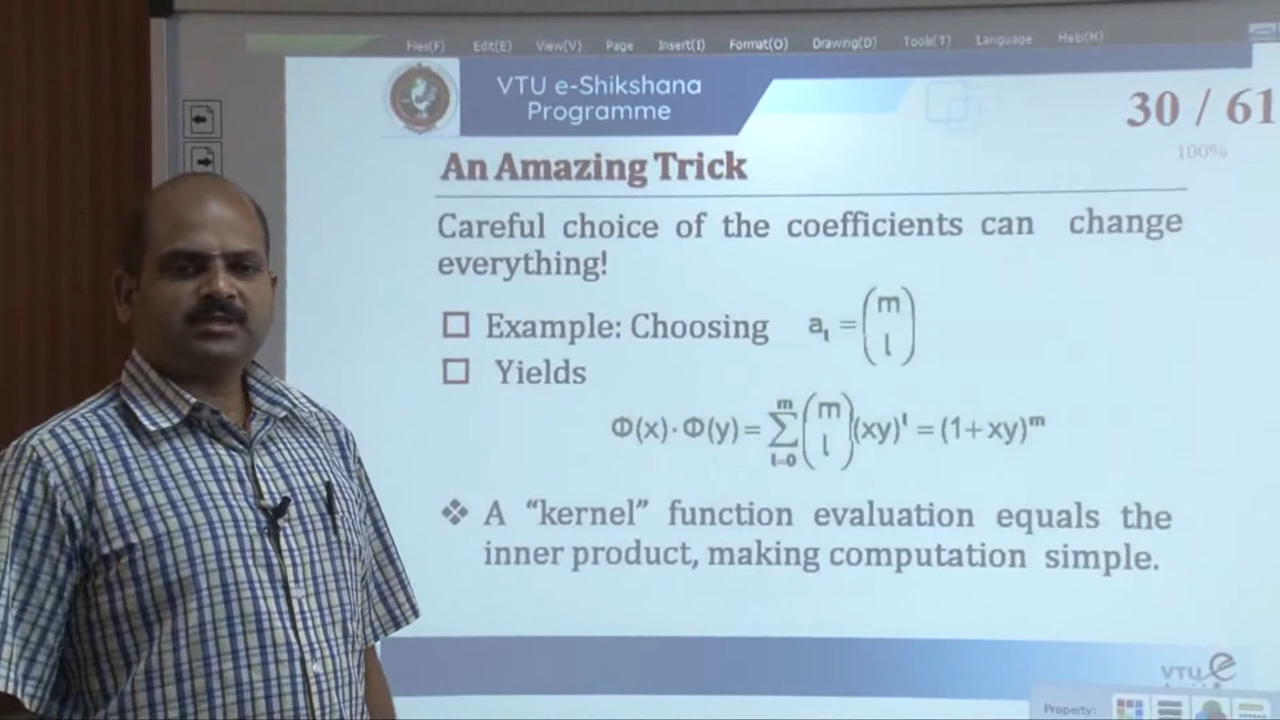 Files(F) Edit(E) View(V) Page Insert(I) Format(O) Drawing(D) Tools(T) Language Help(H)
VTU e-Shikshana
Programme
30 / 61
100%
An Amazing Trick
Careful choice of the coefficients can change
everything!
Example: Choosing a_l = (m l)
Yields
Φ(x)·Φ(y) = Σ_{l=0}^{m} (m l) (xy)^l = (1+xy)^m
❖ A “kernel” function evaluation equals the
inner product, making computation simple.
VTU e
Property: